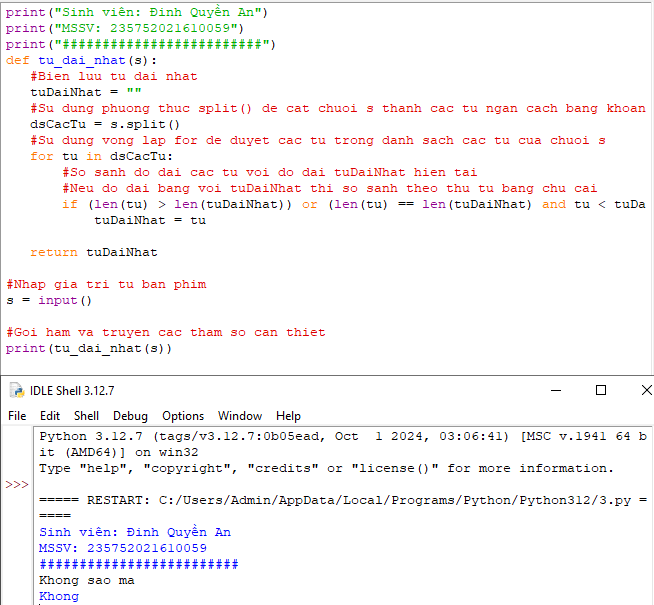 print("Sinh viên: Đinh Quyền An")
print("MSSV: 235752021610059")
print("#########################")
def tu_dai_nhat(s):
#Bien luu tu dai nhat
tuDaiNhat = ""
#Su dung phuong thuc split() de cat chuoi s thanh cac tu ngan cach bang khoan
dsCacTu = s.split()
#Su dung vong lap for de duyet cac tu trong danh sach cac tu cua chuoi s
for tu in dsCacTu:
#So sanh do dai cac tu voi do dai tuDaiNhat hien tai
#Neu do dai bang voi tuDaiNhat thi so sanh theo thu tu bang chu cai
if (len(tu) > len(tuDaiNhat)) or (len(tu) == len(tuDaiNhat) and tu < tuDa
tuDaiNhat = tu
return tuDaiNhat
#Nhap gia tri tu ban phim
s = input()
#Goi ham va truyen cac tham so can thiet
print(tu_dai_nhat(s))
IDLE Shell 3.12.7
File Edit Shell Debug Options Window Help
Python 3.12.7 (tags/v3.12.7:0b05ead, Oct 1 2024, 03:06:41) [MSC v.1941 64 b
it (AMD64)] on win32
Type "help", "copyright", "credits" or "license()" for more information.
>>>
===== RESTART: C:/Users/Admin/AppData/Local/Programs/Python/Python312/3.py =
====
Sinh viên: Đinh Quyền An
MSSV: 235752021610059
#########################
Khong sao ma
Khong